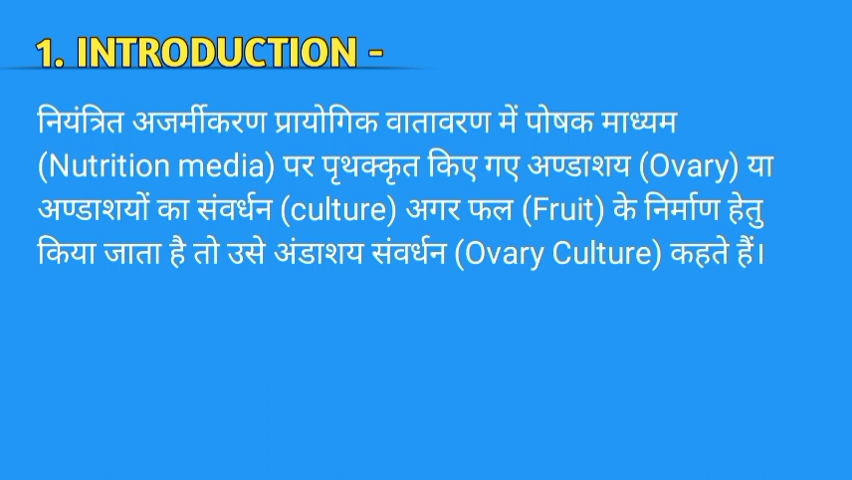 1. INTRODUCTION -
नियंत्रित अजर्मीकरण प्रायोगिक वातावरण में पोषक माध्यम
(Nutrition media) पर पृथक्कृत किए गए अण्डाशय (Ovary) या
अण्डाशयों का संवर्धन (culture) अगर फल (Fruit) के निर्माण हेतु
किया जाता है तो उसे अंडाशय संवर्धन (Ovary Culture) कहते हैं।